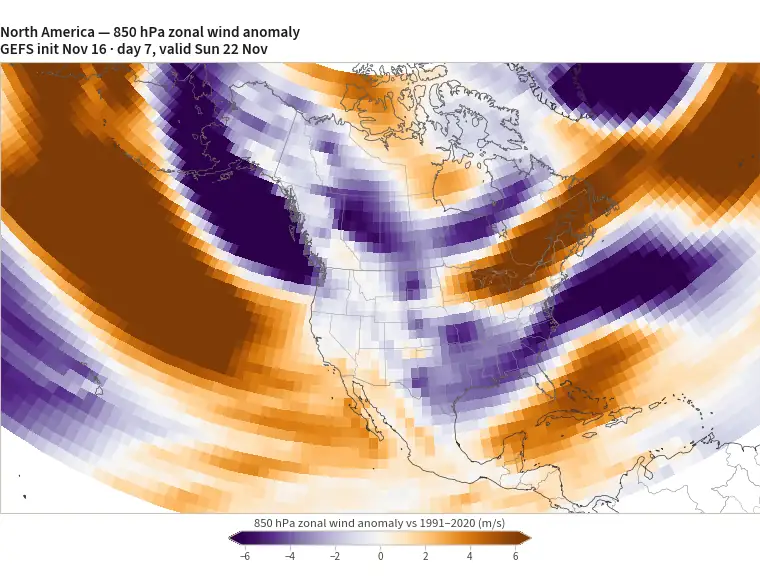 North America — 850 hPa zonal wind anomaly
GEFS init Nov 16 · day 7, valid Sun 22 Nov
850 hPa zonal wind anomaly vs 1991−2020 (m/s)
−6 −4 −2 0 2 4 6